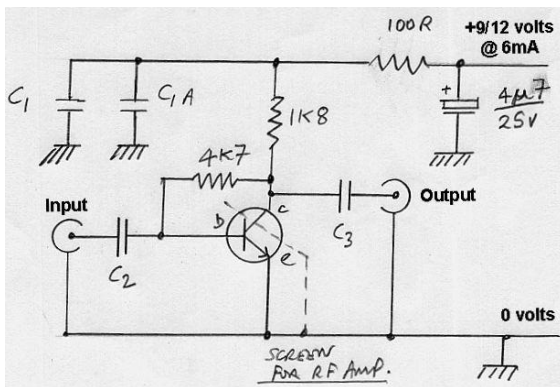 100R
+9/12 volts
@ 6mA
C1
C1A
1K8
+
4µ7
25v
4K7
Input
b
c
e
C2
C3
Output
0 volts
SCREEN
FOR RF AMP.